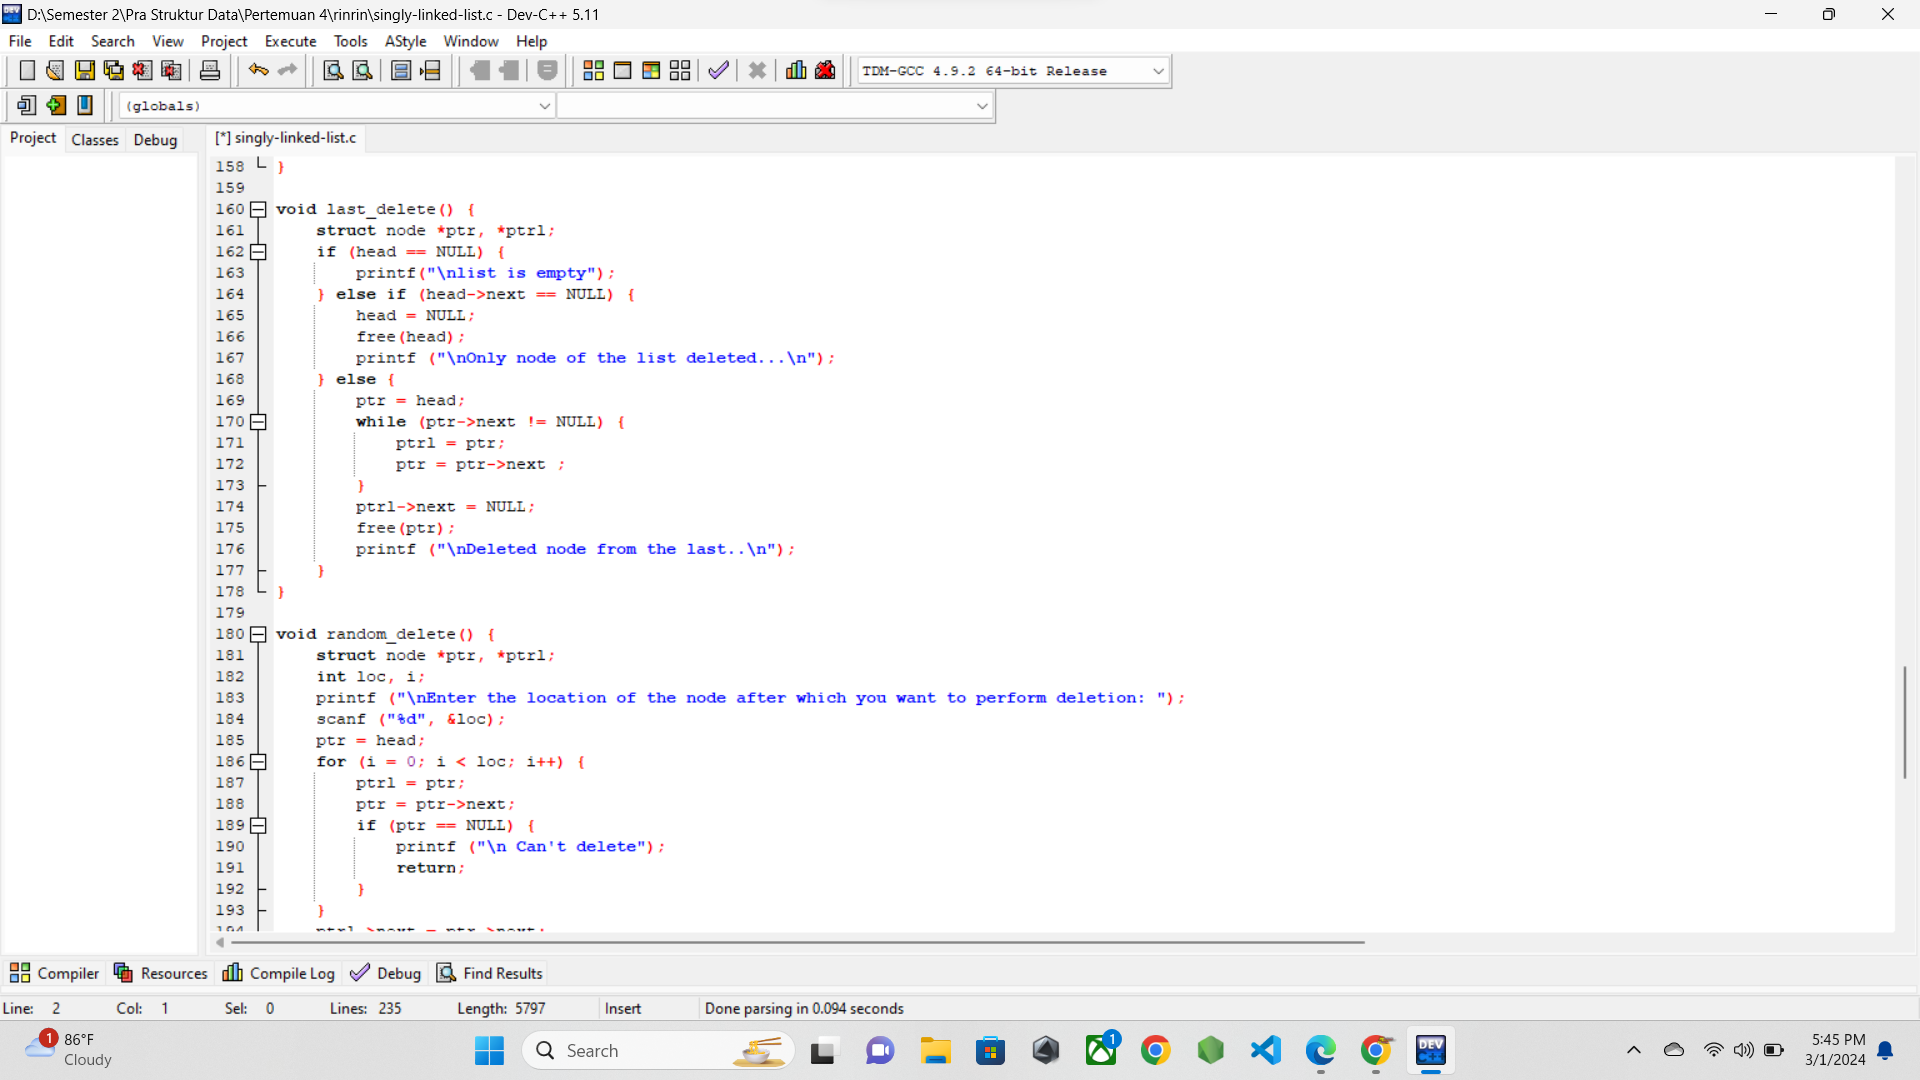 D:\Semester 2\Pra Struktur Data\Pertemuan 4\rinrin\singly-linked-list.c - Dev-C++ 5.11
File Edit Search View Project Execute Tools AStyle Window Help
TDM-GCC 4.9.2 64-bit Release
(globals)
Project Classes Debug [*] singly-linked-list.c
158 }
159
160 void last_delete() {
161 struct node *ptr, *ptrl;
162 if (head == NULL) {
163 printf("\nlist is empty");
164 } else if (head->next == NULL) {
165 head = NULL;
166 free(head);
167 printf ("\nOnly node of the list deleted...\n");
168 } else {
169 ptr = head;
170 while (ptr->next != NULL) {
171 ptrl = ptr;
172 ptr = ptr->next ;
173 }
174 ptrl->next = NULL;
175 free(ptr);
176 printf ("\nDeleted node from the last..\n");
177 }
178 }
179
180 void random_delete() {
181 struct node *ptr, *ptrl;
182 int loc, i;
183 printf ("\nEnter the location of the node after which you want to perform deletion: ");
184 scanf ("%d", &loc);
185 ptr = head;
186 for (i = 0; i < loc; i++) {
187 ptrl = ptr;
188 ptr = ptr->next;
189 if (ptr == NULL) {
190 printf ("\n Can't delete");
191 return;
192 }
193 }
194 ptrl->next = ptr->next;
Compiler Resources Compile Log Debug Find Results
Line: 2 Col: 1 Sel: 0 Lines: 235 Length: 5797 Insert Done parsing in 0.094 seconds
1 86°F
Cloudy
Search
1
DEV
C++
5:45 PM
3/1/2024